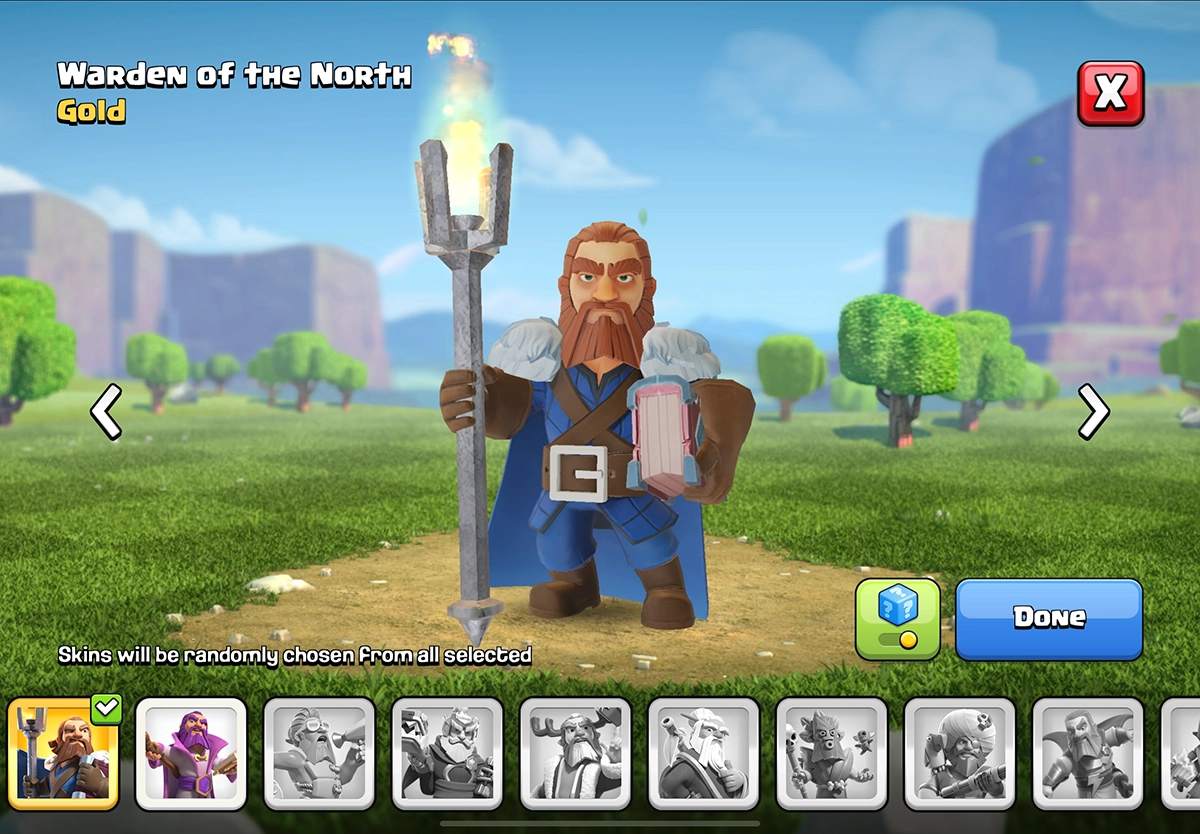 Warden of the North
Gold
X
Done
Skins will be randomly chosen from all selected